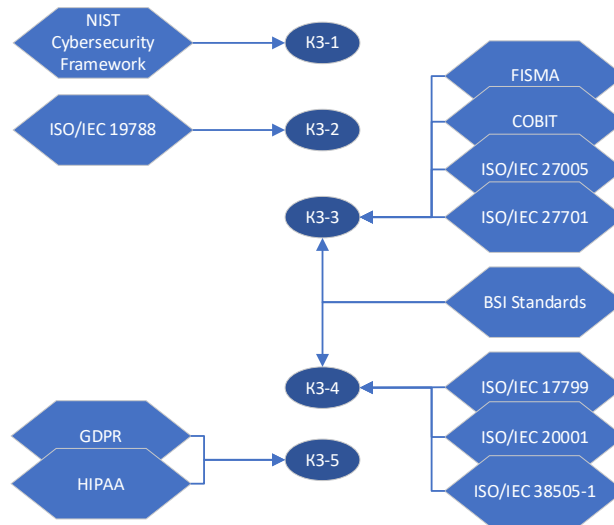 NIST
Cybersecurity
Framework
КЗ-1
FISMA
COBIT
ISO/IEC 19788
КЗ-2
ISO/IEC 27005
КЗ-3
ISO/IEC 27701
BSI Standards
КЗ-4
ISO/IEC 17799
GDPR
ISO/IEC 20001
КЗ-5
HIPAA
ISO/IEC 38505-1